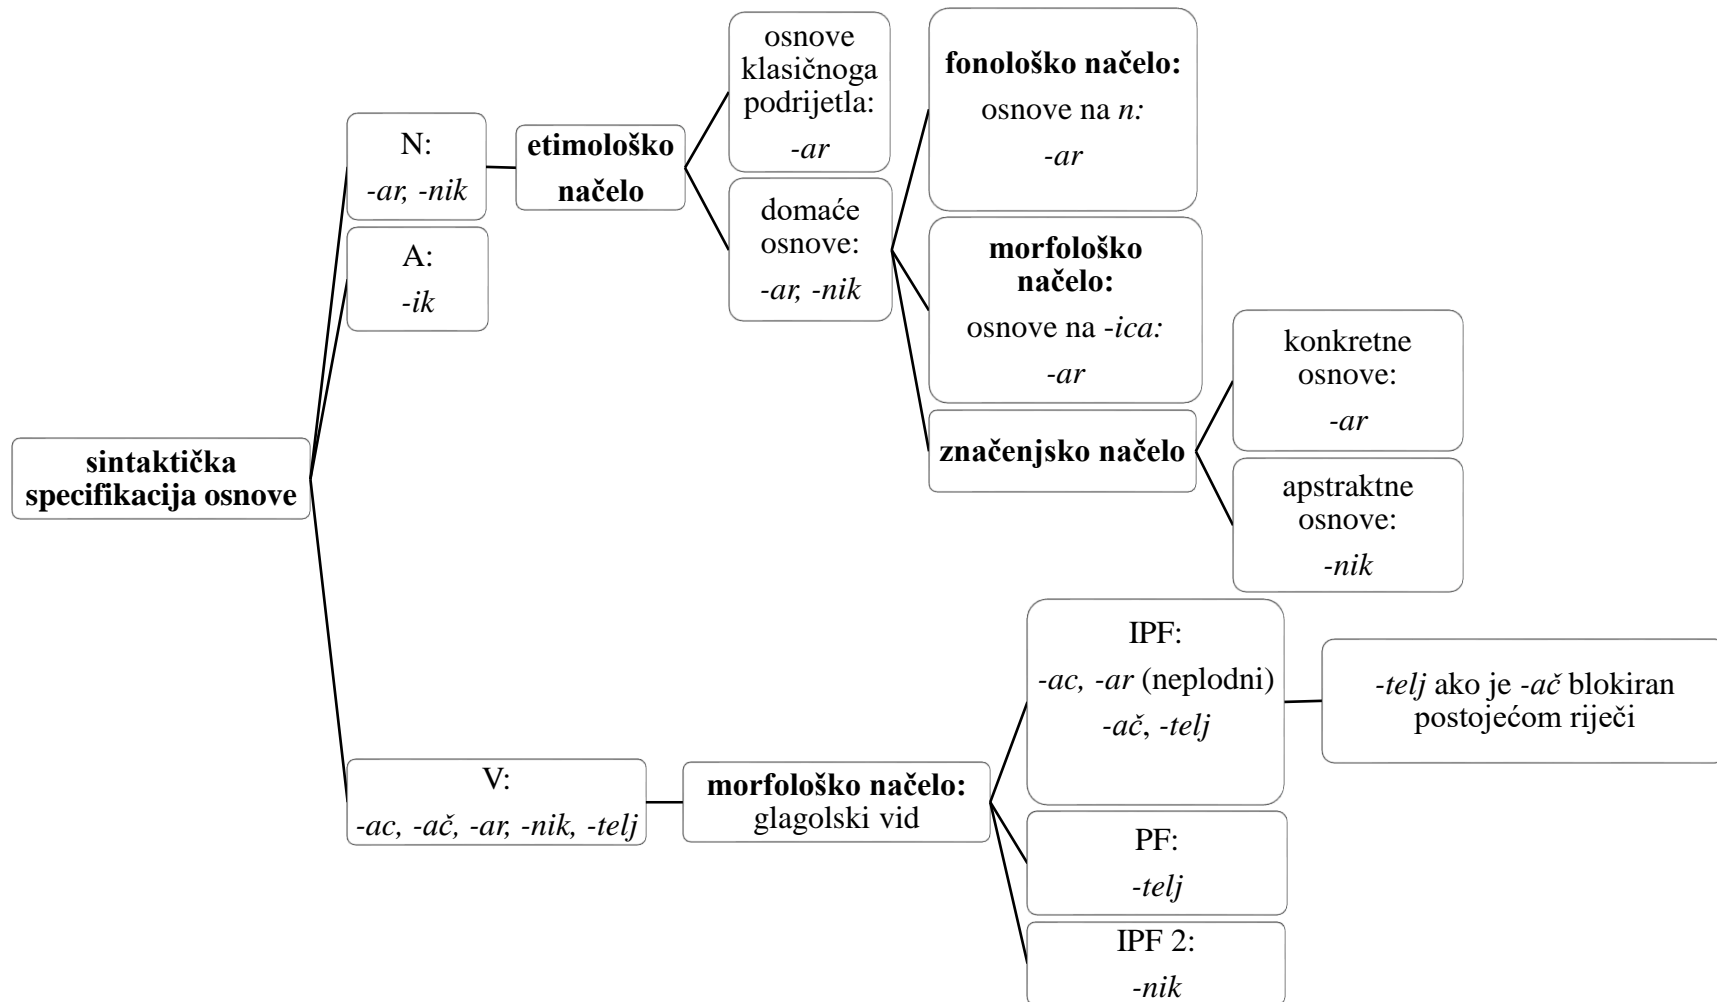 sintaktička
specifikacija osnove
N:
-ar, -nik
etimološko
načelo
osnove
klasičnoga
podrijetla:
-ar
domaće
osnove:
-ar, -nik
fonološko načelo:
osnove na n:
-ar
morfološko
načelo:
osnove na -ica:
-ar
značenjsko načelo
konkretne
osnove:
-ar
apstraktne
osnove:
-nik
A:
-ik
V:
-ac, -ač, -ar, -nik, -telj
morfološko načelo:
glagolski vid
IPF:
-ac, -ar (neplodni)
-ač, -telj
-telj ako je -ač blokiran
postojećom riječi
PF:
-telj
IPF 2:
-nik